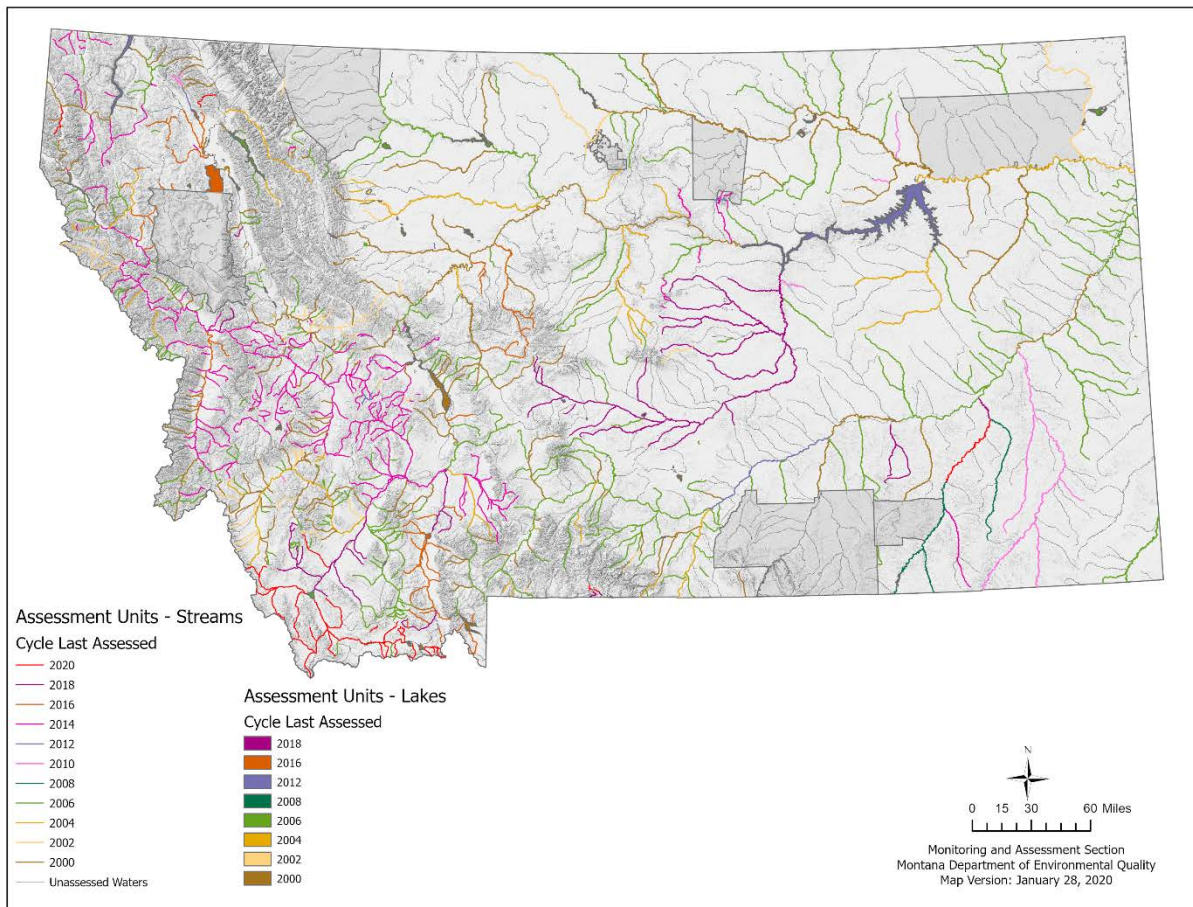 Assessment Units - Streams
Cycle Last Assessed
2020
2018
2016
2014
2012
2010
2008
2006
2004
2002
2000
Unassessed Waters
Assessment Units - Lakes
Cycle Last Assessed
2018
2016
2012
2008
2006
2004
2002
2000
N
0 15 30 60 Miles
Monitoring and Assessment Section
Montana Department of Environmental Quality
Map Version: January 28, 2020